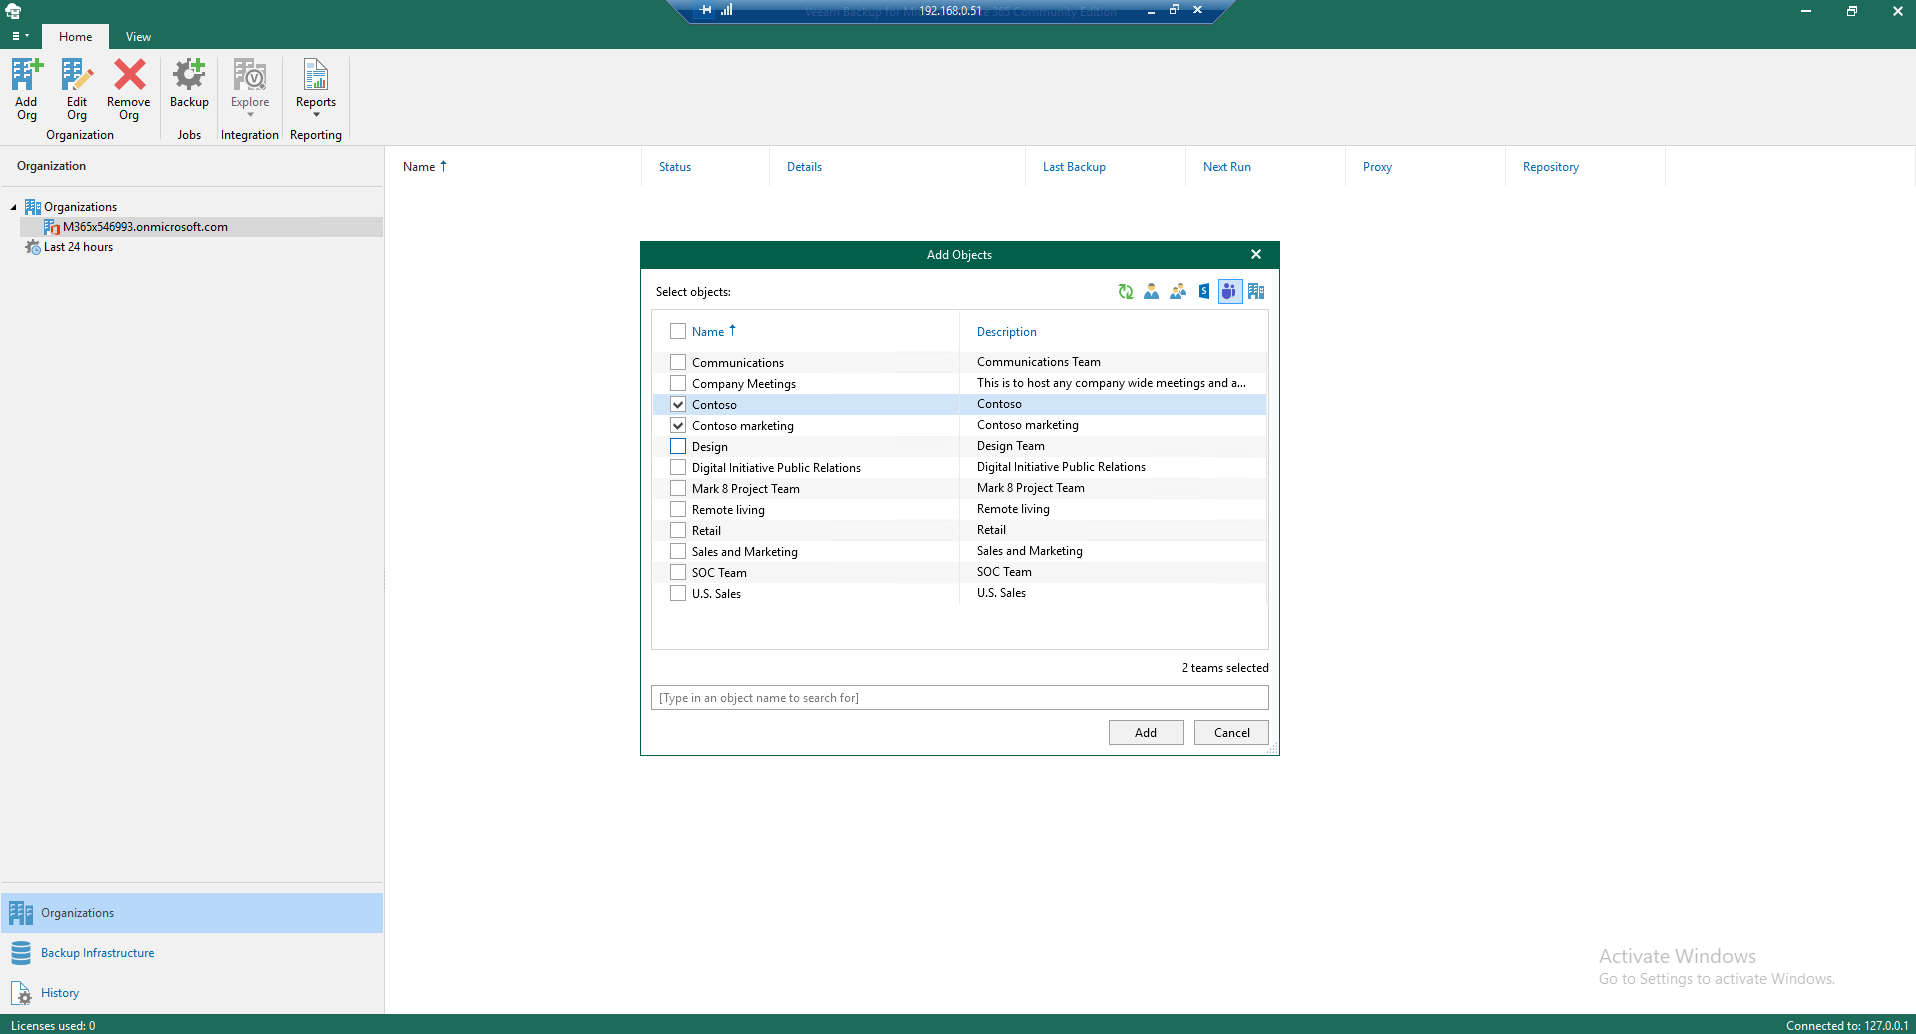 192.168.0.51
Home
View
Add
Org
Edit
Org
Remove
Org
Backup
Explore
Reports
Organization
Jobs
Integration
Reporting
Organization
Name
Status
Details
Last Backup
Next Run
Proxy
Repository
Organizations
M365x546993.onmicrosoft.com
Last 24 hours
Add Objects
Select objects:
Name
Description
Communications
Communications Team
Company Meetings
This is to host any company wide meetings and a...
Contoso
Contoso
Contoso marketing
Contoso marketing
Design
Design Team
Digital Initiative Public Relations
Digital Initiative Public Relations
Mark 8 Project Team
Mark 8 Project Team
Remote living
Remote living
Retail
Retail
Sales and Marketing
Sales and Marketing
SOC Team
SOC Team
U.S. Sales
U.S. Sales
2 teams selected
[Type in an object name to search for]
Add
Cancel
Organizations
Backup Infrastructure
History
Activate Windows
Go to Settings to activate Windows.
Licenses used: 0
Connected to: 127.0.0.1